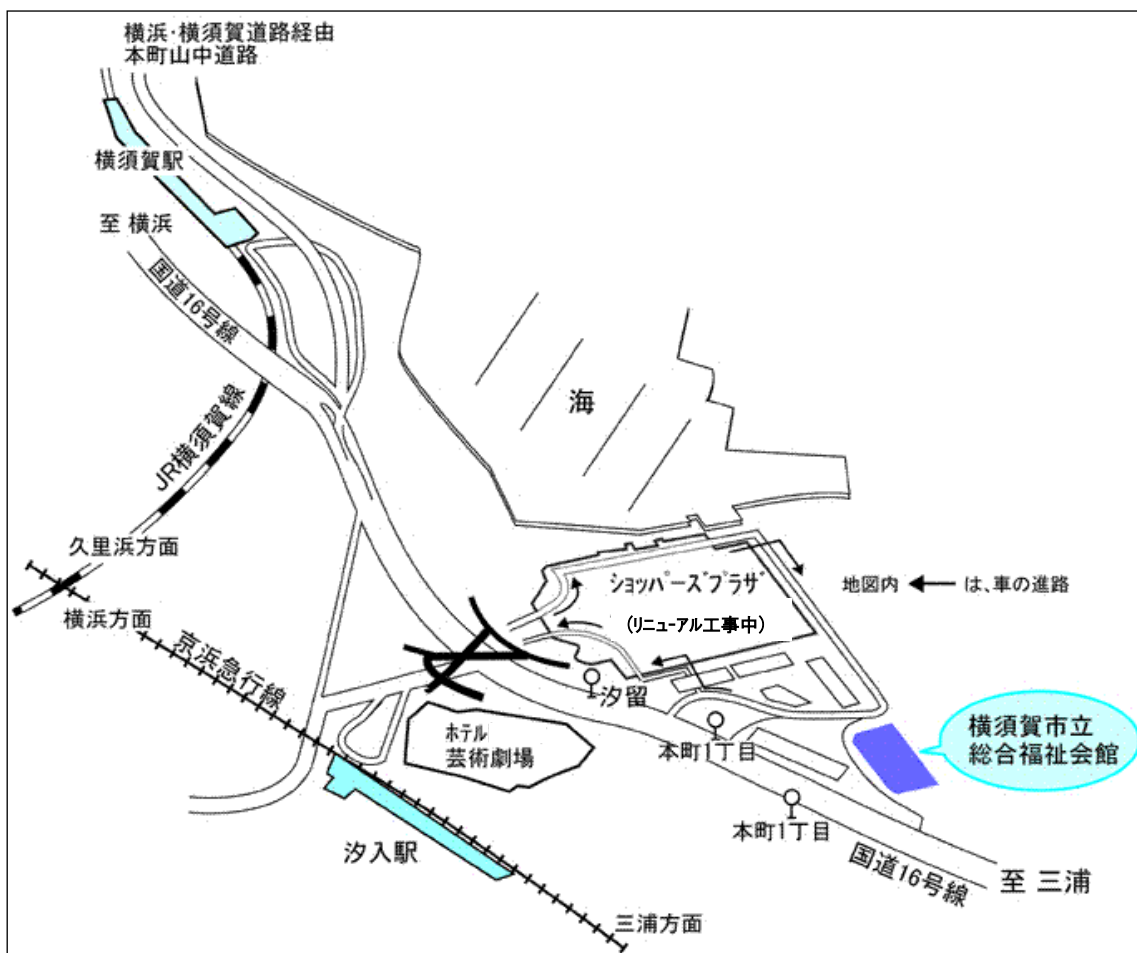 横浜・横須賀道路経由
本町山中道路
横須賀駅
至 横浜
国道16号線
JR横須賀線
海
久里浜方面
横浜方面
京浜急行線
ショッパーズプラザ
(リニューアル工事中)
地図内 ← は、車の進路
汐留
本町1丁目
ホテル
芸術劇場
横須賀市立
総合福祉会館
本町1丁目
汐入駅
国道16号線
至 三浦
三浦方面